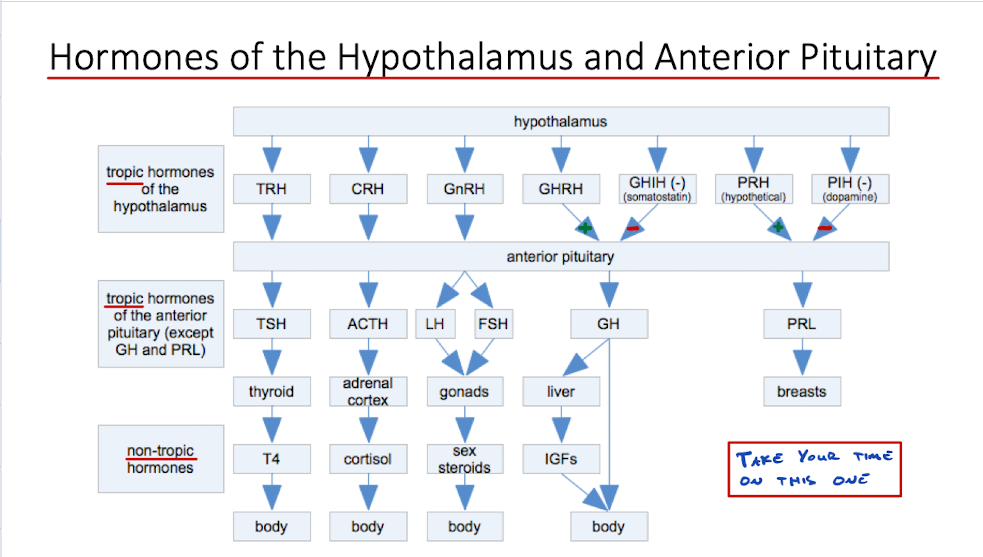 Hormones of the Hypothalamus and Anterior Pituitary
hypothalamus
tropic hormones
of the
hypothalamus
TRH
CRH
GnRH
GHRH
GHIH (-)
(somatostatin)
PRH
(hypothetical)
PIH (-)
(dopamine)
+
-
+
-
anterior pituitary
tropic hormones
of the anterior
pituitary (except
GH and PRL)
TSH
ACTH
LH
FSH
GH
PRL
thyroid
adrenal
cortex
gonads
liver
breasts
non-tropic
hormones
T4
cortisol
sex
steroids
IGFs
TAKE YOUR TIME
ON THIS ONE
body
body
body
body